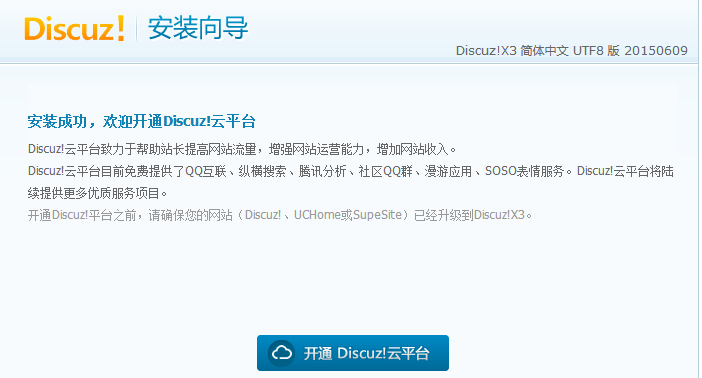 Discuz! 安装向导
Discuz!X3 简体中文 UTF8 版 20150609
安装成功，欢迎开通Discuz!云平台
Discuz!云平台致力于帮助站长提高网站流量，增强网站运营能力，增加网站收入。
Discuz!云平台目前免费提供了QQ互联、纵横搜索、腾讯分析、社区QQ群、漫游应用、SOSO表情服务。Discuz!云平台将陆
续提供更多优质服务项目。
开通Discuz!平台之前，请确保您的网站（Discuz!、UCHome或SupeSite）已经升级到Discuz!X3。
开通 Discuz!云平台